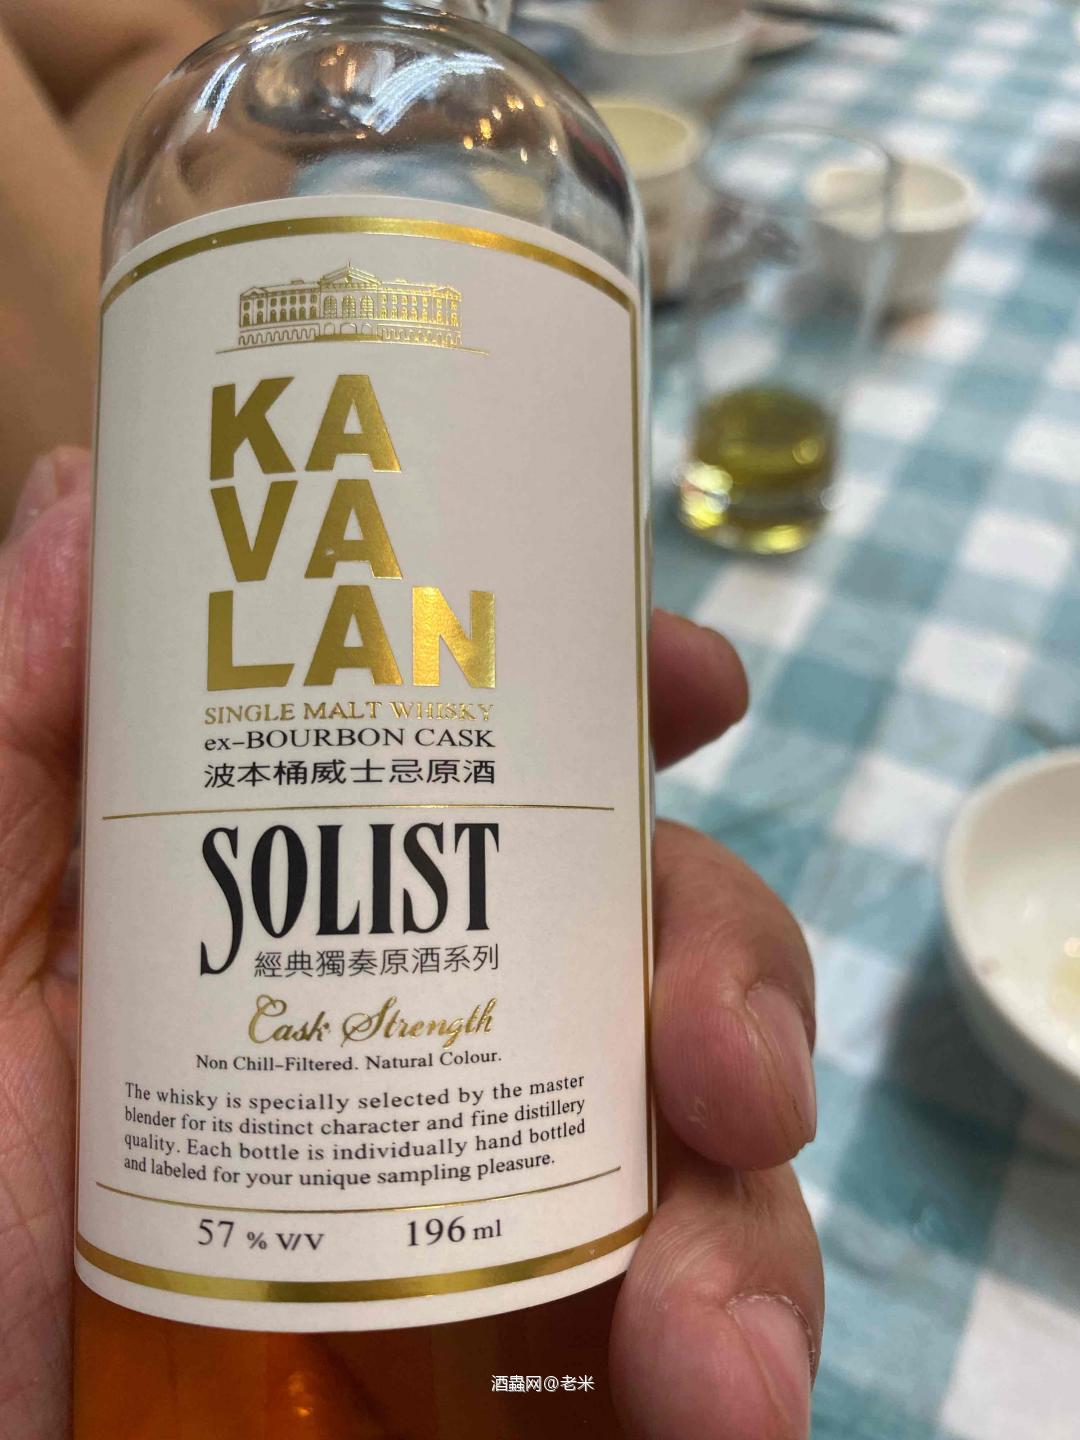 KA
VA
LAN
SINGLE MALT WHISKY
ex-BOURBON CASK
波本桶威士忌原酒
SOLIST
經典獨奏原酒系列
Cask Strength
Non Chill-Filtered. Natural Colour.
The whisky is specially selected by the master
blender for its distinct character and fine distillery
quality. Each bottle is individually hand bottled
and labeled for your unique sampling pleasure.
57 % V/V 196 ml
酒蟲网@老米